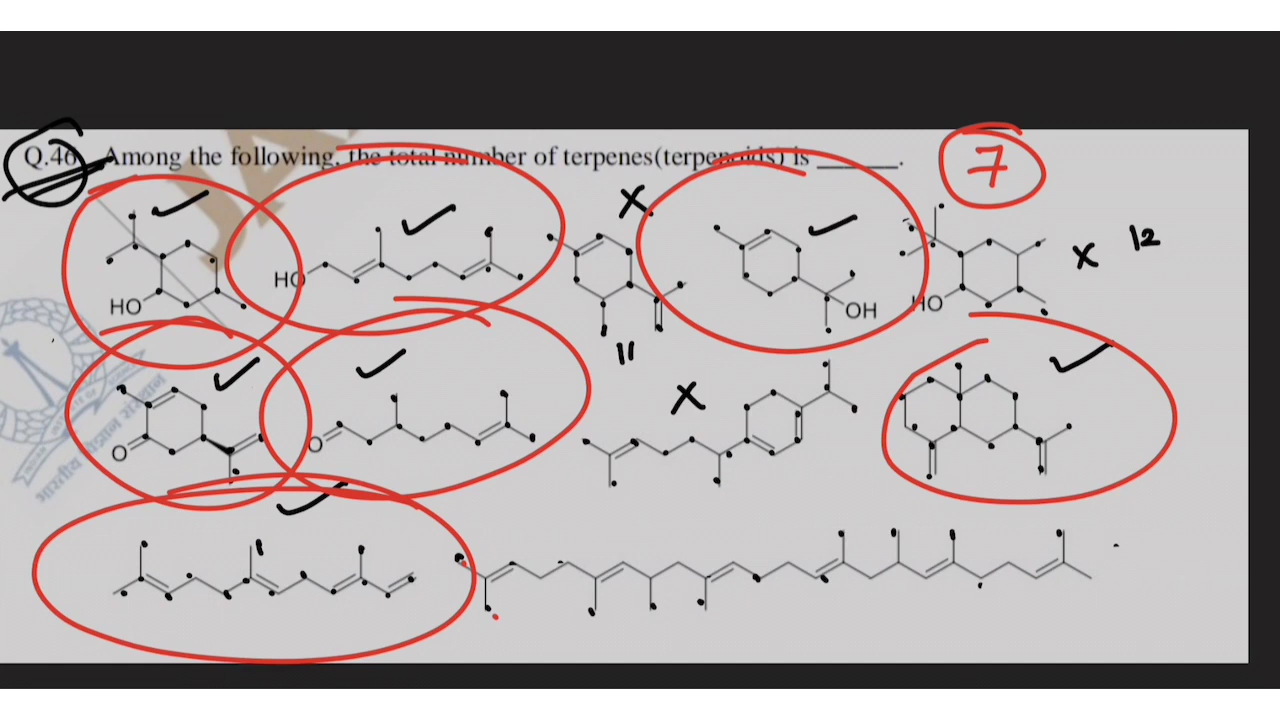 Q.46 Among the following, the total number of terpenes(terpenoids) is ______.
7
HO
HO
OH
HO
x
x 12
11
O
O
x
भारतीय विज्ञान संस्थान